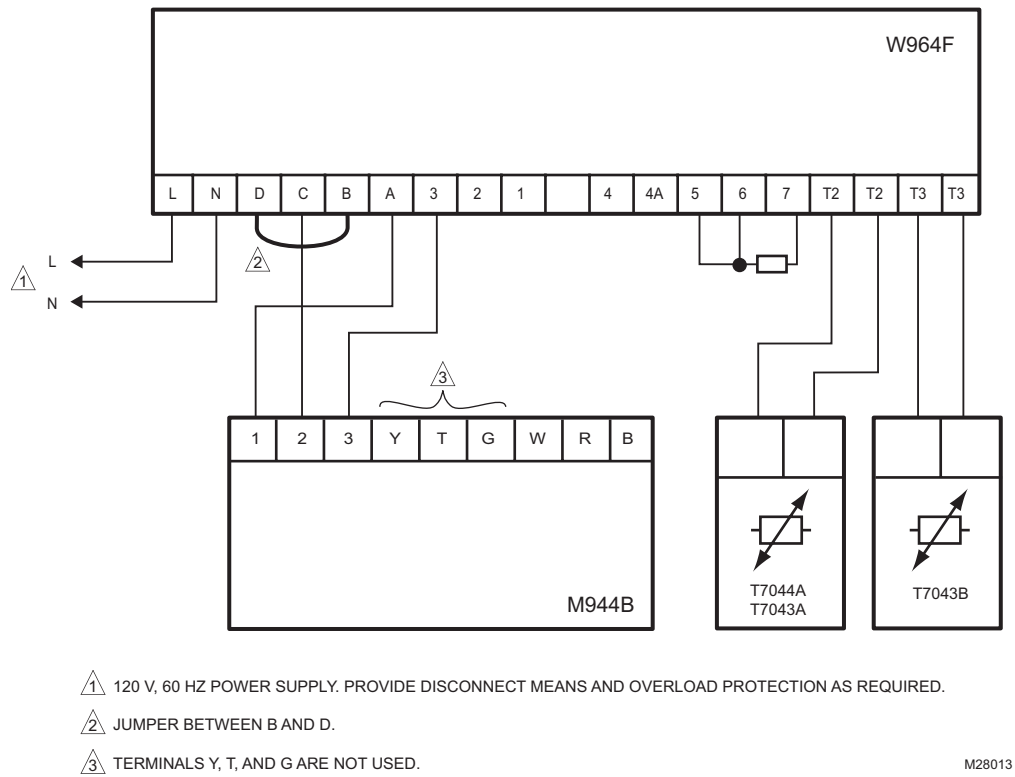 W964F
L N D C B A 3 2 1 4 4A 5 6 7 T2 T2 T3 T3
2
L
1
N
3
1 2 3 Y T G W R B
T7044A
T7043A
T7043B
M944B
1 120 V, 60 HZ POWER SUPPLY. PROVIDE DISCONNECT MEANS AND OVERLOAD PROTECTION AS REQUIRED.
2 JUMPER BETWEEN B AND D.
3 TERMINALS Y, T, AND G ARE NOT USED.
M28013